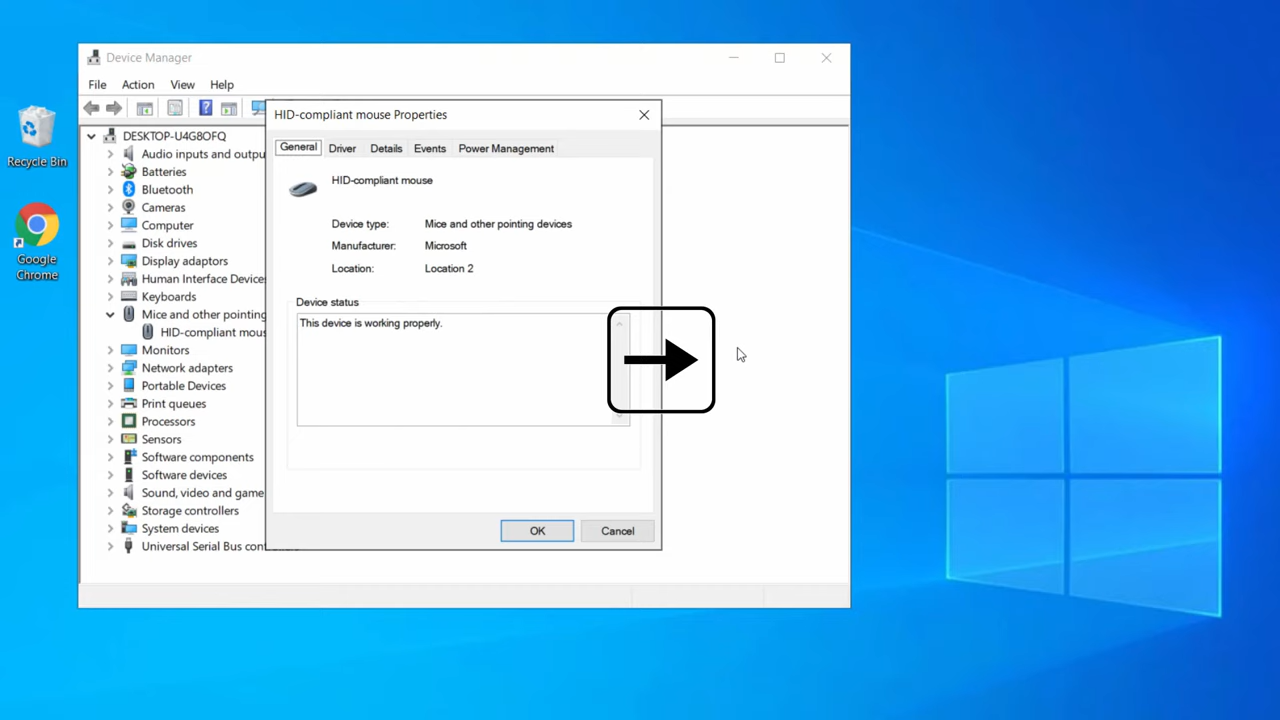 Device Manager
File Action View Help
HID-compliant mouse Properties
General Driver Details Events Power Management
HID-compliant mouse
Device type: Mice and other pointing devices
Manufacturer: Microsoft
Location: Location 2
Device status
This device is working properly.
OK Cancel
DESKTOP-U4G8OFQ
Audio inputs and outpu
Batteries
Bluetooth
Cameras
Computer
Disk drives
Display adaptors
Human Interface Devices
Keyboards
Mice and other pointing
HID-compliant mous
Monitors
Network adapters
Portable Devices
Print queues
Processors
Sensors
Software components
Software devices
Sound, video and game
Storage controllers
System devices
Universal Serial Bus controllers
Recycle Bin
Google
Chrome